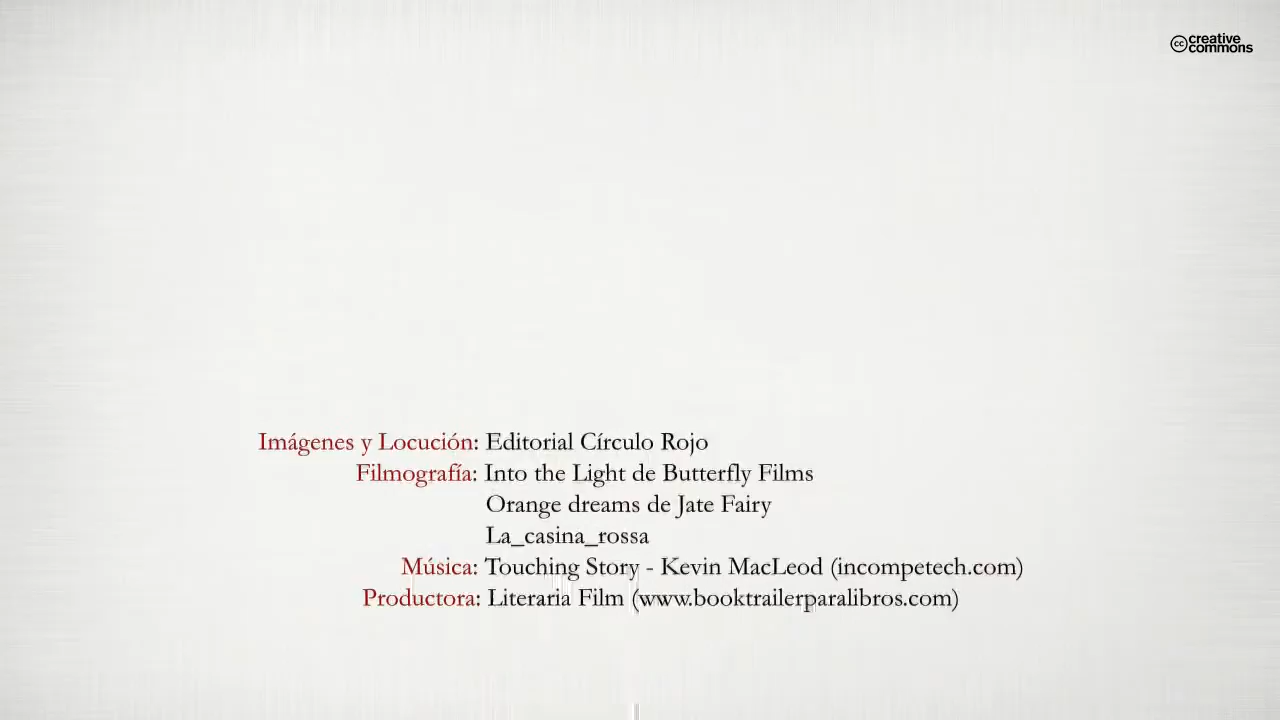 creative
commons
Imágenes y Locución: Editorial Círculo Rojo
Filmografía: Into the Light de Butterfly Films
Orange dreams de Jate Fairy
La_casina_rossa
Música: Touching Story - Kevin MacLeod (incompetech.com)
Productora: Literaria Film (www.booktrailerparalibros.com)